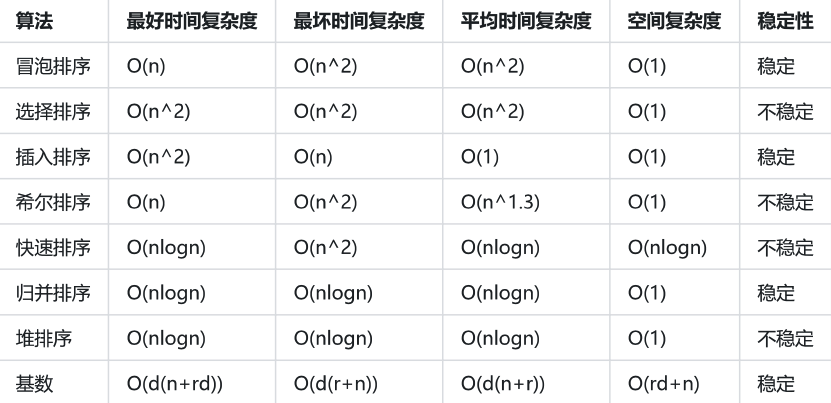 算法 最好时间复杂度 最坏时间复杂度 平均时间复杂度 空间复杂度 稳定性
冒泡排序 O(n) O(n^2) O(n^2) O(1) 稳定
选择排序 O(n^2) O(n^2) O(n^2) O(1) 不稳定
插入排序 O(n^2) O(n) O(1) O(1) 稳定
希尔排序 O(n) O(n^2) O(n^1.3) O(1) 不稳定
快速排序 O(nlogn) O(n^2) O(nlogn) O(nlogn) 不稳定
归并排序 O(nlogn) O(nlogn) O(nlogn) O(1) 稳定
堆排序 O(nlogn) O(nlogn) O(nlogn) O(1) 不稳定
基数 O(d(n+rd)) O(d(r+n)) O(d(n+r)) O(rd+n) 稳定